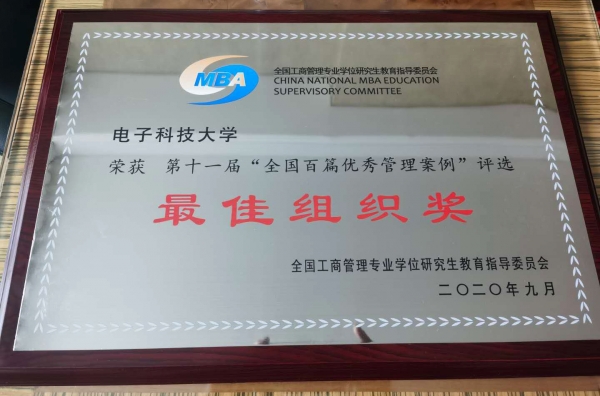 MBA
全国工商管理专业学位研究生教育指导委员会
CHINA NATIONAL MBA EDUCATION
SUPERVISORY COMMITTEE
电子科技大学
荣获 第十一届“全国百篇优秀管理案例”评选
最佳组织奖
全国工商管理专业学位研究生教育指导委员会
二〇二〇年九月